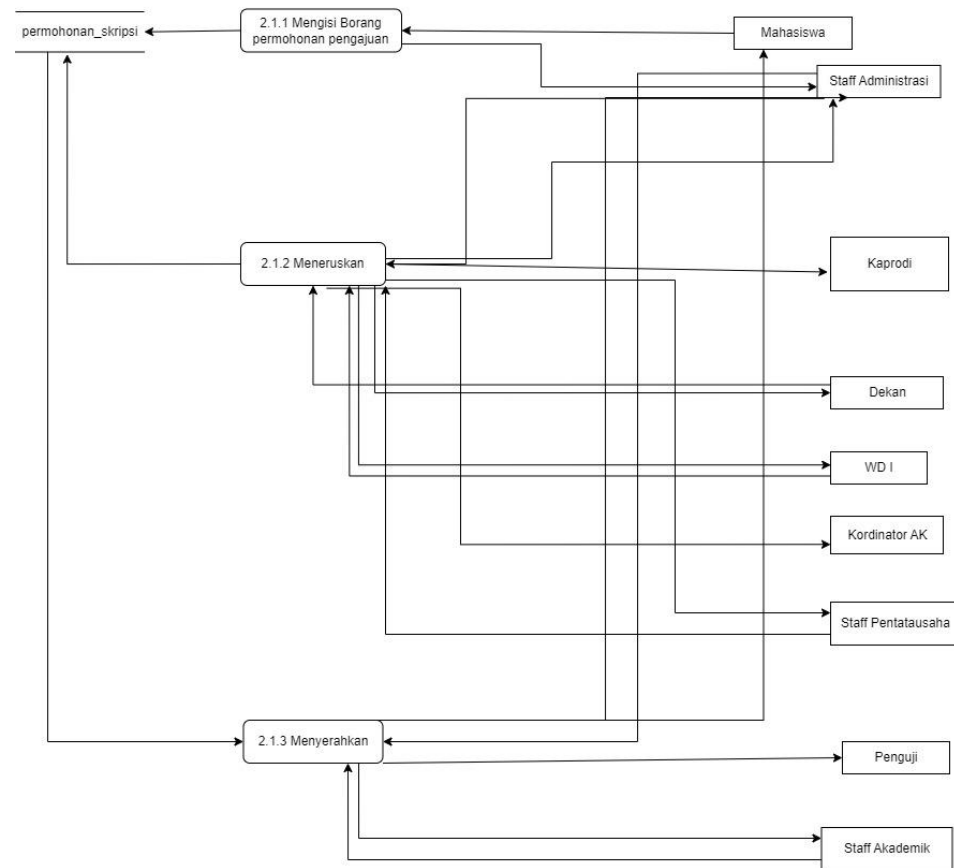 permohonan_skripsi
2.1.1 Mengisi Borang
permohonan pengajuan
Mahasiswa
Staff Administrasi
2.1.2 Meneruskan
Kaprodi
Dekan
WD I
Kordinator AK
Staff Pentatausaha
2.1.3 Menyerahkan
Penguji
Staff Akademik